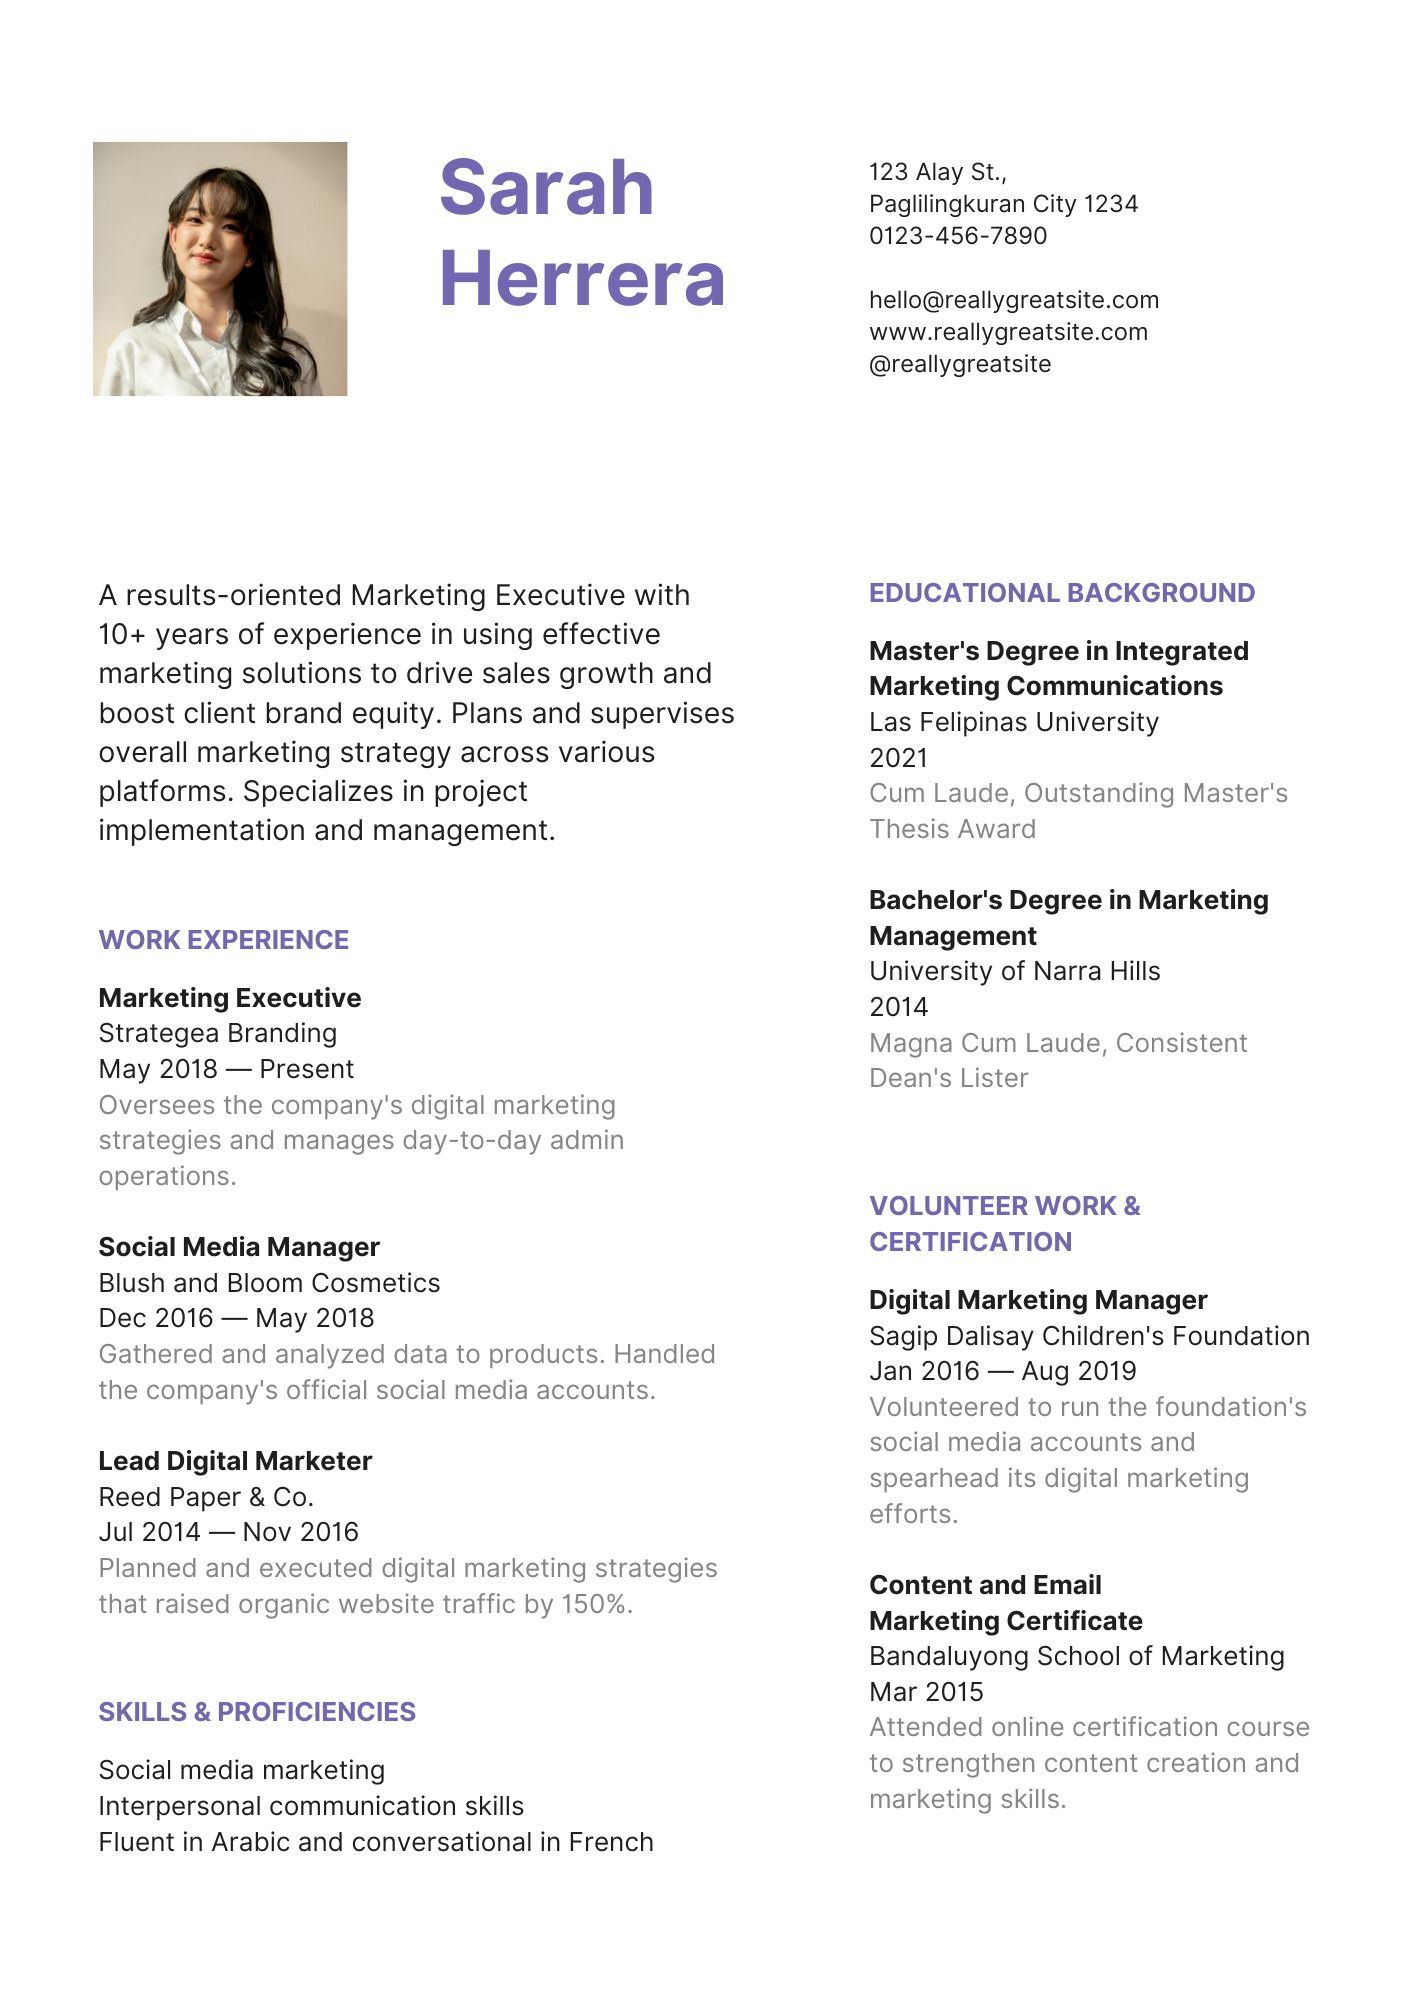 Sarah
Herrera
123 Alay St.,
Paglilingkuran City 1234
0123-456-7890
hello@reallygreatsite.com
www.reallygreatsite.com
@reallygreatsite
A results-oriented Marketing Executive with
10+ years of experience in using effective
marketing solutions to drive sales growth and
boost client brand equity. Plans and supervises
overall marketing strategy across various
platforms. Specializes in project
implementation and management.
WORK EXPERIENCE
Marketing Executive
Strategea Branding
May 2018 — Present
Oversees the company's digital marketing
strategies and manages day-to-day admin
operations.
Social Media Manager
Blush and Bloom Cosmetics
Dec 2016 — May 2018
Gathered and analyzed data to products. Handled
the company's official social media accounts.
Lead Digital Marketer
Reed Paper & Co.
Jul 2014 — Nov 2016
Planned and executed digital marketing strategies
that raised organic website traffic by 150%.
SKILLS & PROFICIENCIES
Social media marketing
Interpersonal communication skills
Fluent in Arabic and conversational in French
EDUCATIONAL BACKGROUND
Master's Degree in Integrated
Marketing Communications
Las Felipinas University
2021
Cum Laude, Outstanding Master's
Thesis Award
Bachelor's Degree in Marketing
Management
University of Narra Hills
2014
Magna Cum Laude, Consistent
Dean's Lister
VOLUNTEER WORK &
CERTIFICATION
Digital Marketing Manager
Sagip Dalisay Children's Foundation
Jan 2016 — Aug 2019
Volunteered to run the foundation's
social media accounts and
spearhead its digital marketing
efforts.
Content and Email
Marketing Certificate
Bandaluyong School of Marketing
Mar 2015
Attended online certification course
to strengthen content creation and
marketing skills.